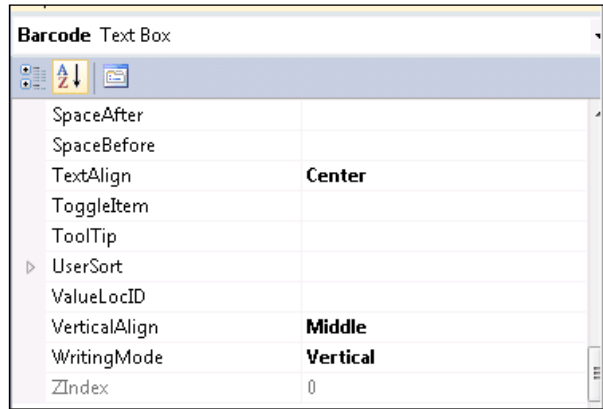 Barcode Text Box
SpaceAfter
SpaceBefore
TextAlign Center
ToggleItem
ToolTip
UserSort
ValueLocID
VerticalAlign Middle
WritingMode Vertical
ZIndex 0